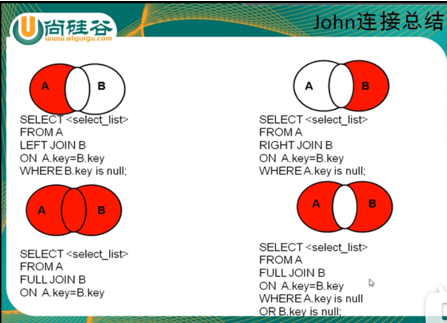 尚硅谷
www.atguigu.com
John连接总结
A B
SELECT <select_list>
FROM A
LEFT JOIN B
ON A.key=B.key
WHERE B.key is null;
A B
SELECT <select_list>
FROM A
RIGHT JOIN B
ON A.key=B.key
WHERE A.key is null;
A B
SELECT <select_list>
FROM A
FULL JOIN B
ON A.key=B.key
A B
SELECT <select_list>
FROM A
FULL JOIN B
ON A.key=B.key
WHERE A.key is null
OR B.key is null;